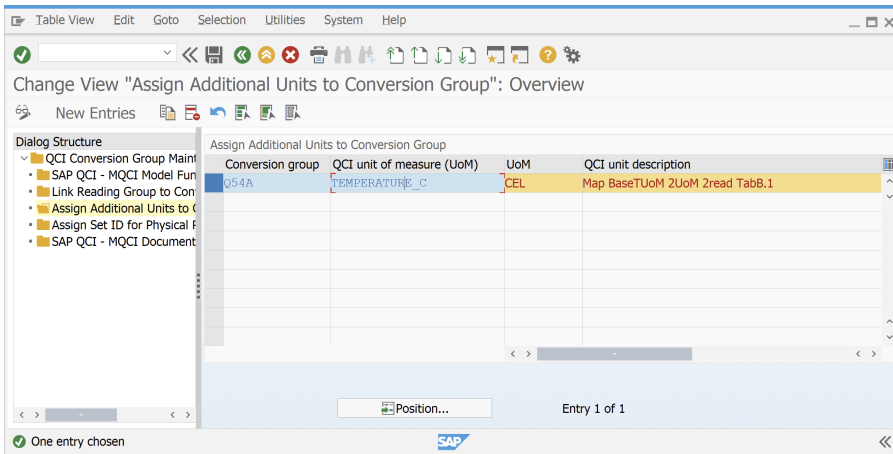 Table View Edit Goto Selection Utilities System Help
Change View "Assign Additional Units to Conversion Group": Overview
New Entries
Dialog Structure
QCI Conversion Group Maint
SAP QCI - MQCI Model Fun
Link Reading Group to Con
Assign Additional Units to C
Assign Set ID for Physical P
SAP QCI - MQCI Document
Assign Additional Units to Conversion Group
Conversion group QCI unit of measure (UoM) UoM QCI unit description
Q54A TEMPERATURE_C CEL Map BaseTUoM 2UoM 2read TabB.1
Position... Entry 1 of 1
One entry chosen SAP